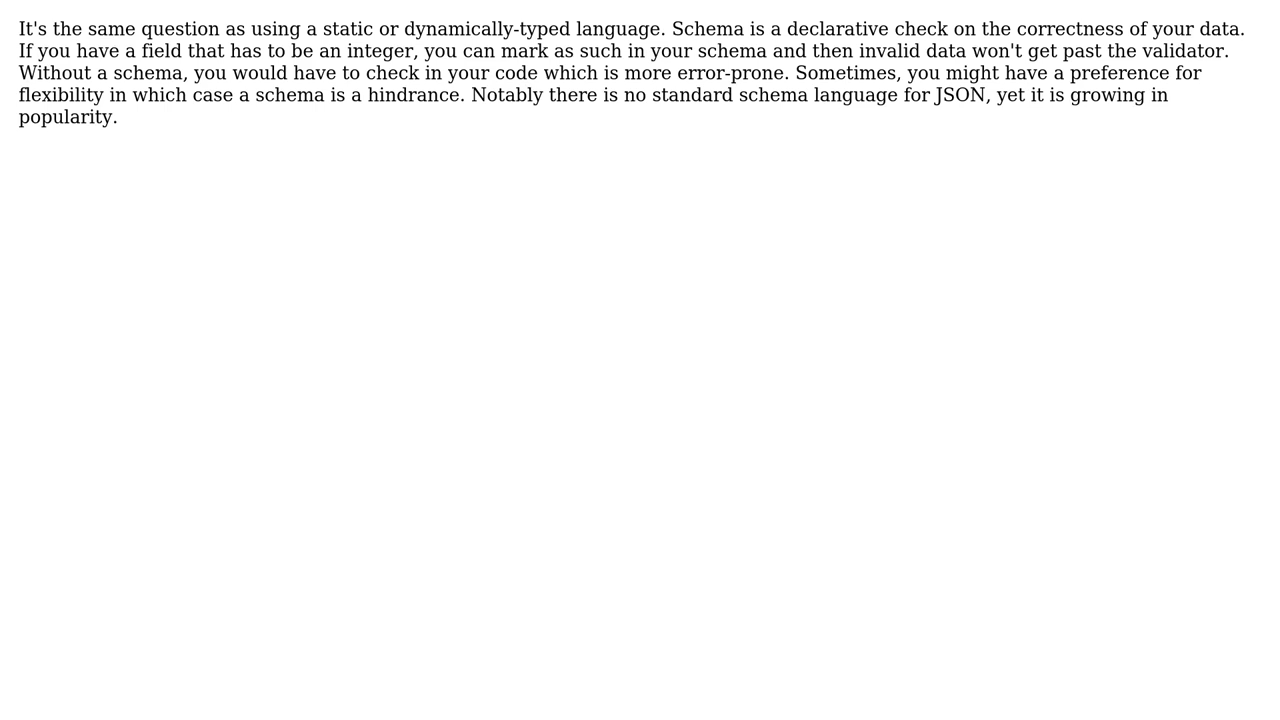 It's the same question as using a static or dynamically-typed language. Schema is a declarative check on the correctness of your data.
If you have a field that has to be an integer, you can mark as such in your schema and then invalid data won't get past the validator.
Without a schema, you would have to check in your code which is more error-prone. Sometimes, you might have a preference for
flexibility in which case a schema is a hindrance. Notably there is no standard schema language for JSON, yet it is growing in
popularity.